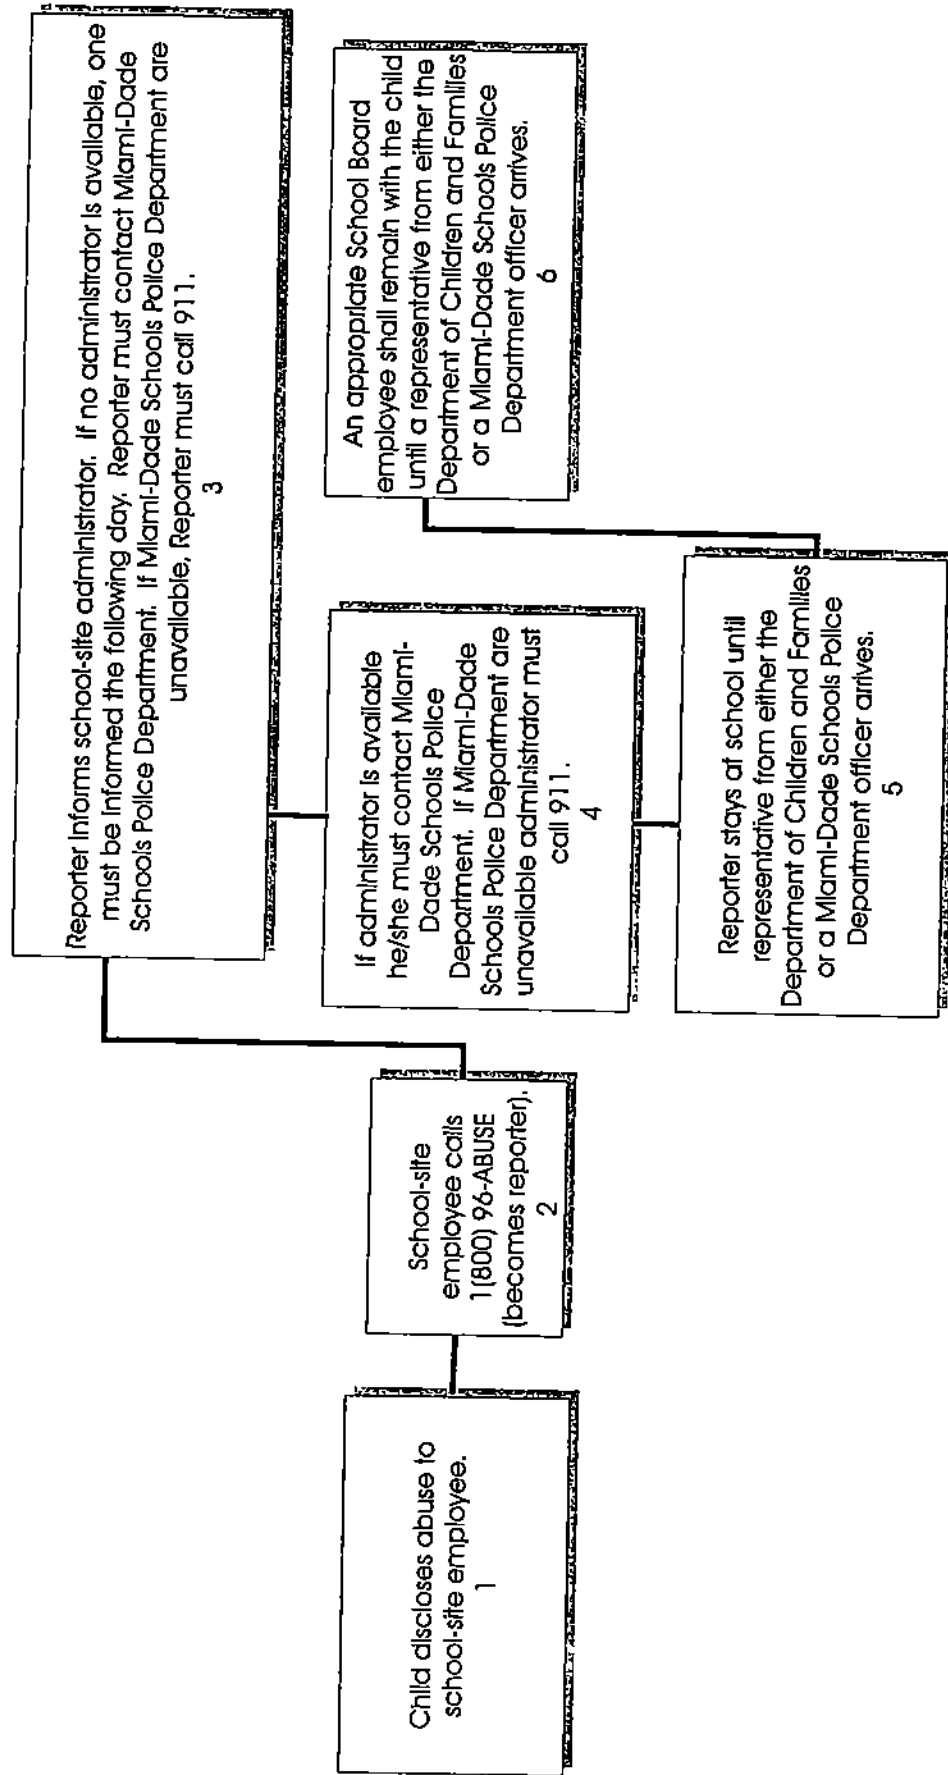 Child discloses abuse to
school-site employee.
1
School-site
employee calls
1(800) 96-ABUSE
(becomes reporter).
2
Reporter informs school-site administrator. If no administrator is available, one
must be informed the following day. Reporter must contact Miami-Dade
Schools Police Department. If Miami-Dade Schools Police Department are
unavailable, Reporter must call 911.
3
If administrator is available
he/she must contact Miami-
Dade Schools Police
Department. If Miami-Dade
Schools Police Department are
unavailable administrator must
call 911.
4
Reporter stays at school until
representative from either the
Department of Children and Families
or a Miami-Dade Schools Police
Department officer arrives.
5
An appropriate School Board
employee shall remain with the child
until a representative from either the
Department of Children and Families
or a Miami-Dade Schools Police
Department officer arrives.
6